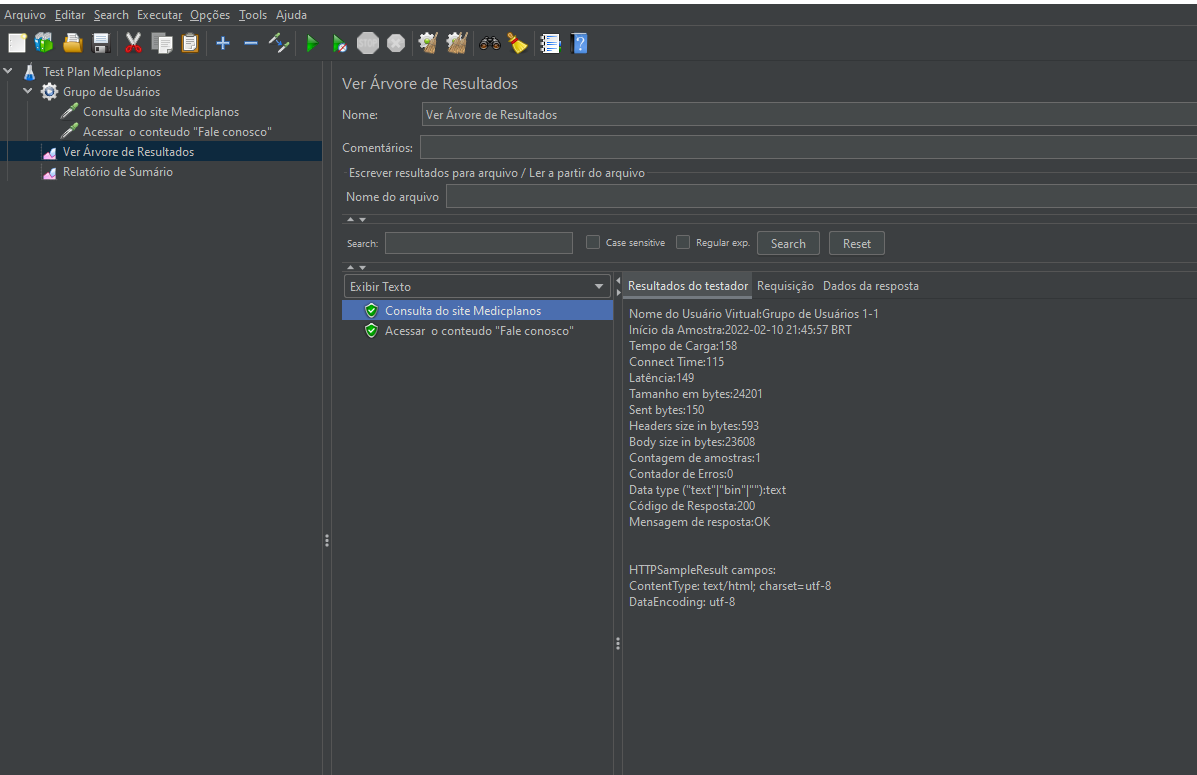 Arquivo Editar Search Executar Opções Tools Ajuda
STOP
Test Plan Medicplanos
Grupo de Usuários
Consulta do site Medicplanos
Acessar  o conteudo "Fale conosco"
Ver Árvore de Resultados
Relatório de Sumário
Ver Árvore de Resultados
Nome: Ver Árvore de Resultados
Comentários:
Escrever resultados para arquivo / Ler a partir do arquivo
Nome do arquivo
Search: Case sensitive Regular exp. Search Reset
Exibir Texto
Consulta do site Medicplanos
Acessar  o conteudo "Fale conosco"
Resultados do testador Requisição Dados da resposta
Nome do Usuário Virtual:Grupo de Usuários 1-1
Início da Amostra:2022-02-10 21:45:57 BRT
Tempo de Carga:158
Connect Time:115
Latência:149
Tamanho em bytes:24201
Sent bytes:150
Headers size in bytes:593
Body size in bytes:23608
Contagem de amostras:1
Contador de Erros:0
Data type ("text"|"bin"|""):text
Código de Resposta:200
Mensagem de resposta:OK
HTTPSampleResult campos:
ContentType: text/html; charset=utf-8
DataEncoding: utf-8